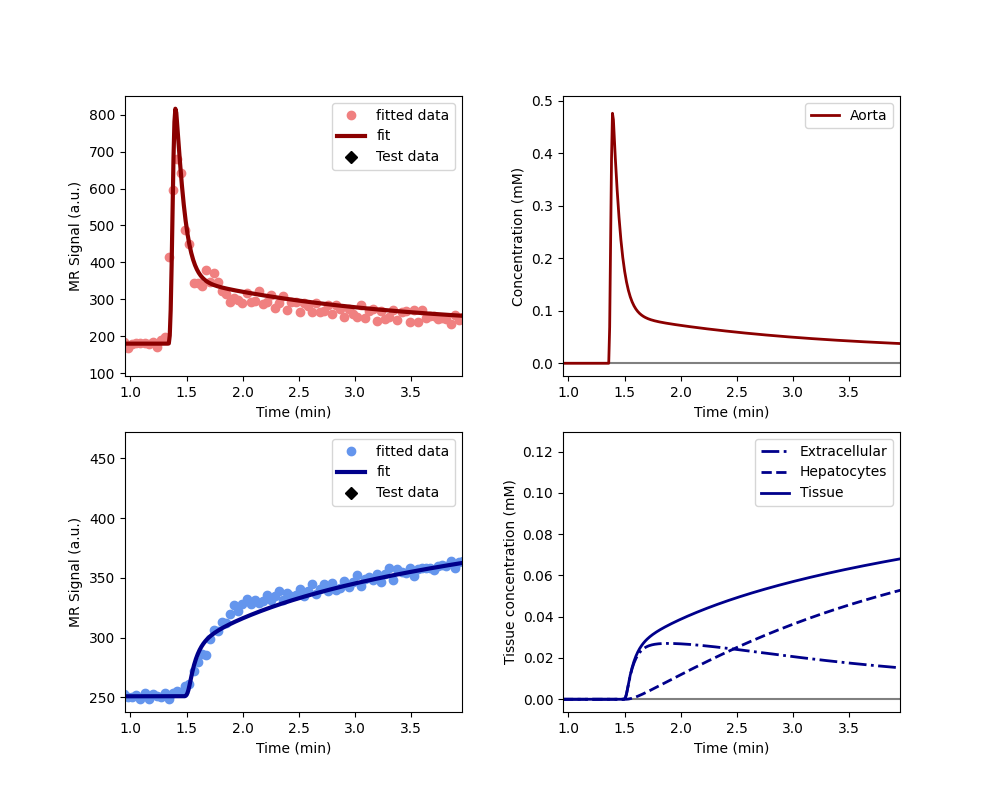 800
700
600
500
400
300
200
100
MR Signal (a.u.)
fitted data
fit
Test data
1.0 1.5 2.0 2.5 3.0 3.5
Time (min)
0.5
0.4
0.3
0.2
0.1
0.0
Concentration (mM)
Aorta
1.0 1.5 2.0 2.5 3.0 3.5
Time (min)
450
400
350
300
250
MR Signal (a.u.)
fitted data
fit
Test data
1.0 1.5 2.0 2.5 3.0 3.5
Time (min)
0.12
0.10
0.08
0.06
0.04
0.02
0.00
Tissue concentration (mM)
Extracellular
Hepatocytes
Tissue
1.0 1.5 2.0 2.5 3.0 3.5
Time (min)